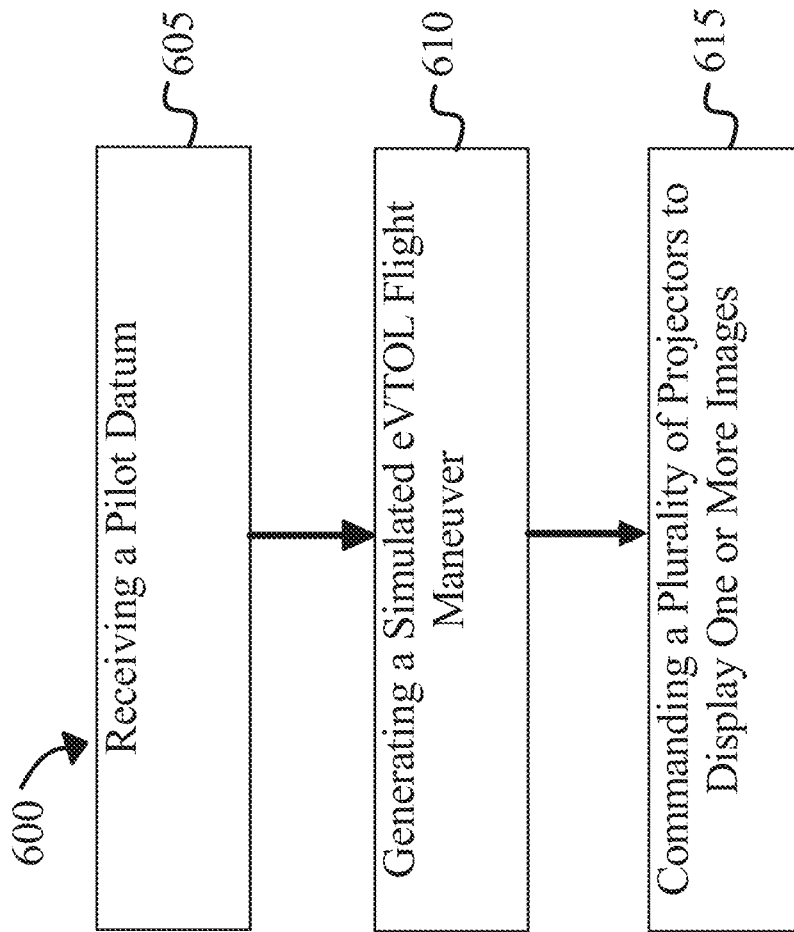 600
Receiving a Pilot Datum
605
Generating a Simulated eVTOL Flight
Maneuver
610
Commanding a Plurality of Projectors to
Display One or More Images
615